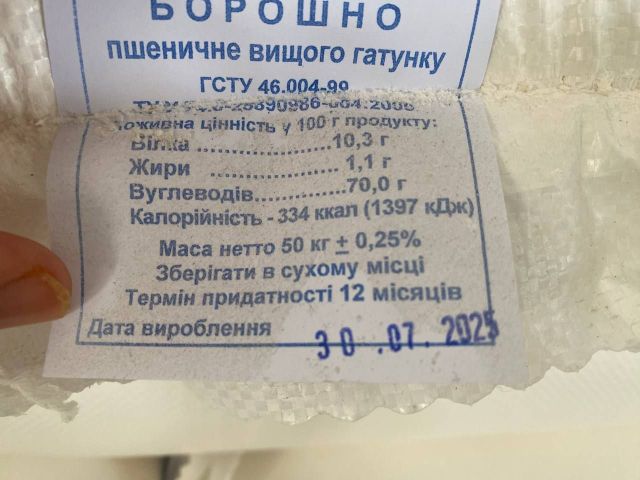 БОРОШНО
пшеничне вищого гатунку
ГСТУ 46.004-99
ТУ У
поживна цінність у 100 г продукту:
Білка ..................10,3 г
Жири .................. 1,1 г
Вуглеводів.............70,0 г
Калорійність - 334 ккал (1397 кДж)
Маса нетто 50 кг ± 0,25%
Зберігати в сухому місці
Термін придатності 12 місяців
Дата вироблення 30.07.2025